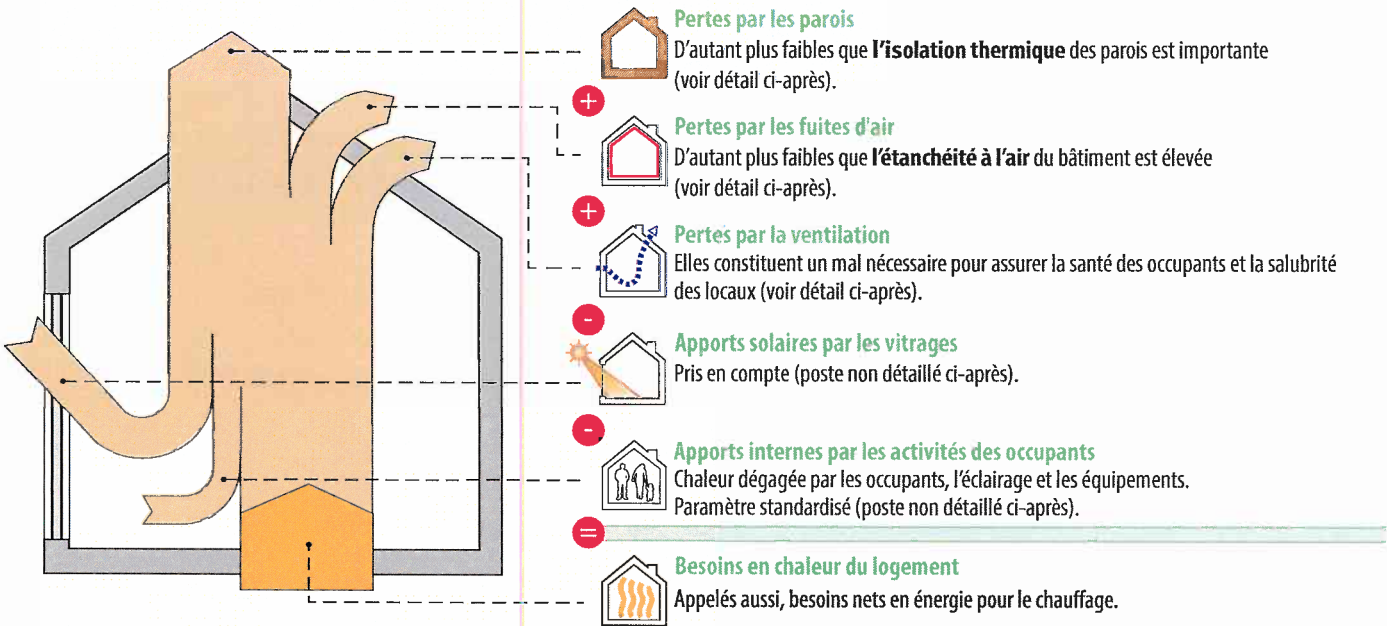 Pertes par les parois
D'autant plus faibles que l'isolation thermique des parois est importante
(voir détail ci-après).
+
Pertes par les fuites d'air
D'autant plus faibles que l'étanchéité à l'air du bâtiment est élevée
(voir détail ci-après).
+
Pertes par la ventilation
Elles constituent un mal nécessaire pour assurer la santé des occupants et la salubrité
des locaux (voir détail ci-après).
-
Apports solaires par les vitrages
Pris en compte (poste non détaillé ci-après).
-
Apports internes par les activités des occupants
Chaleur dégagée par les occupants, l'éclairage et les équipements.
Paramètre standardisé (poste non détaillé ci-après).
=
Besoins en chaleur du logement
Appelés aussi, besoins nets en énergie pour le chauffage.